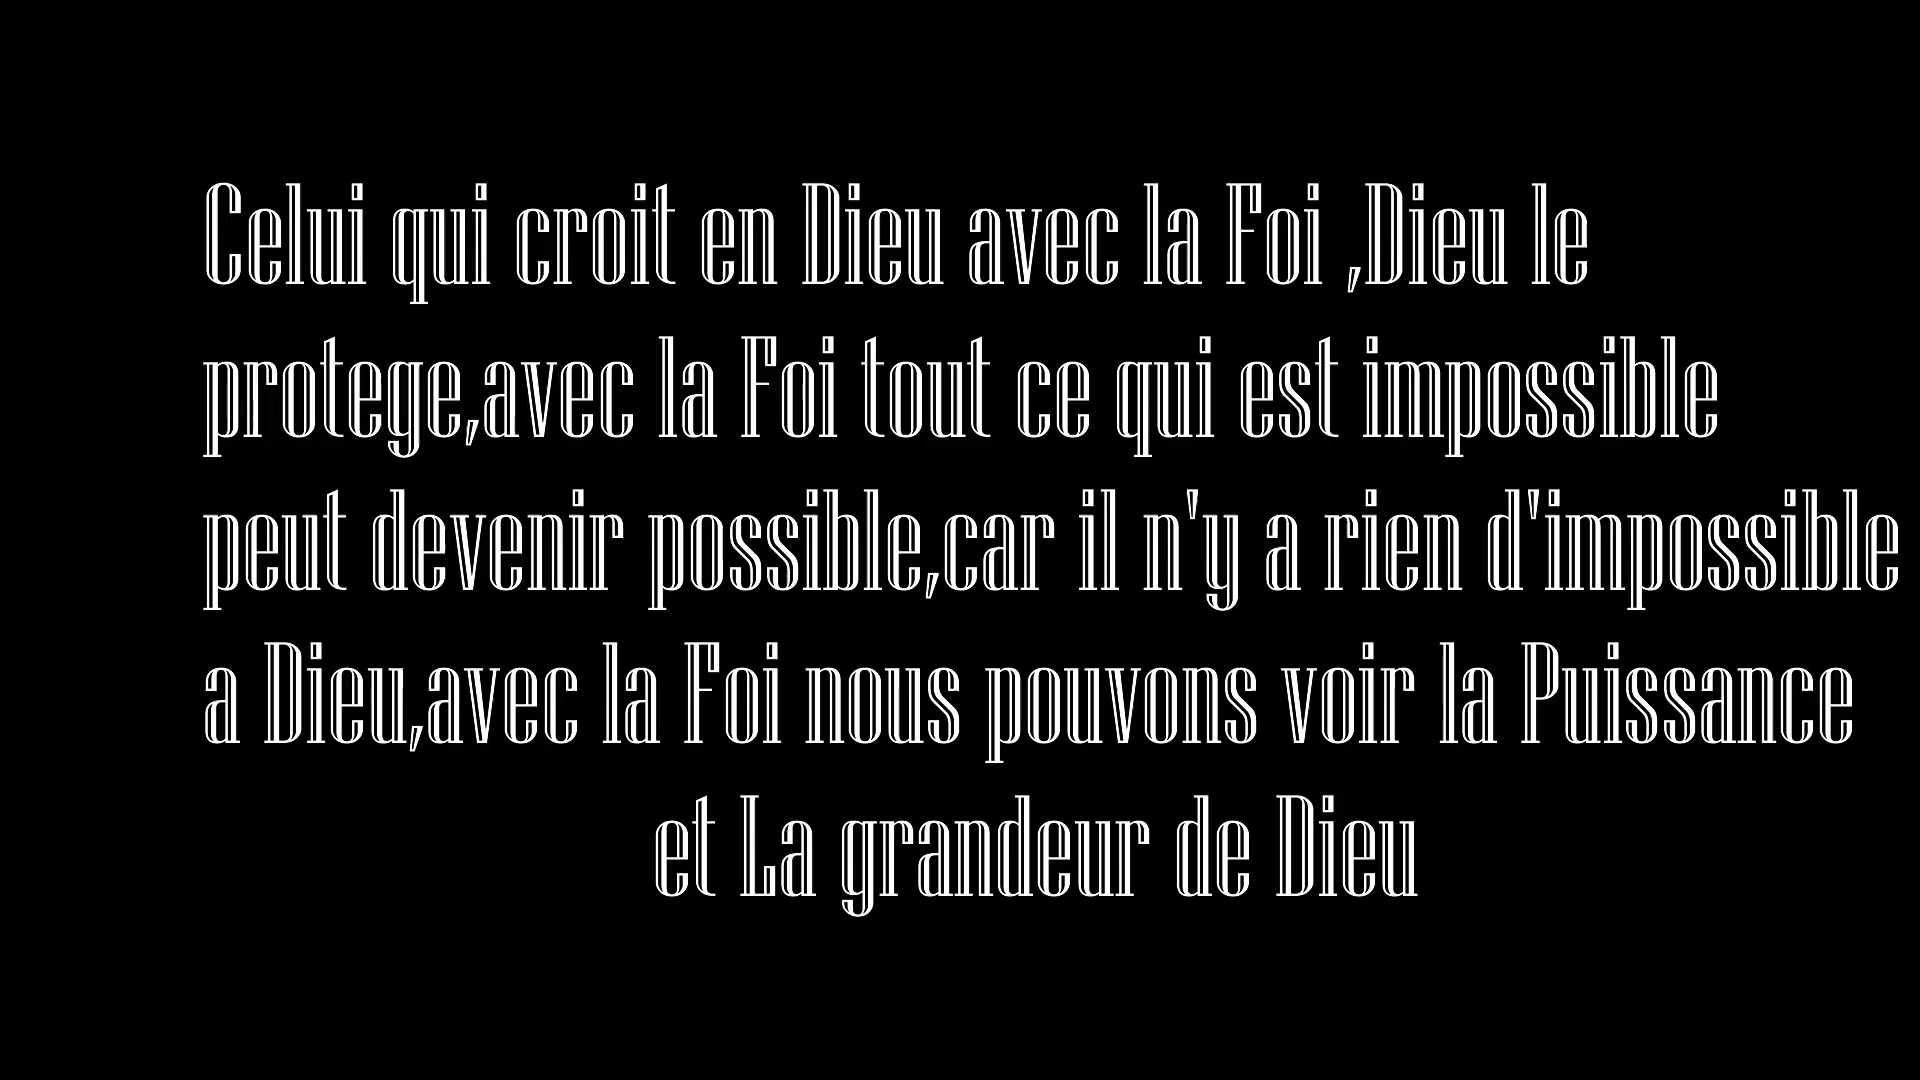 Celui qui croit en Dieu avec la Foi ,Dieu le
protege,avec la Foi tout ce qui est impossible
peut devenir possible,car il n'y a rien d'impossible
a Dieu,avec la Foi nous pouvons voir la Puissance
et La grandeur de Dieu